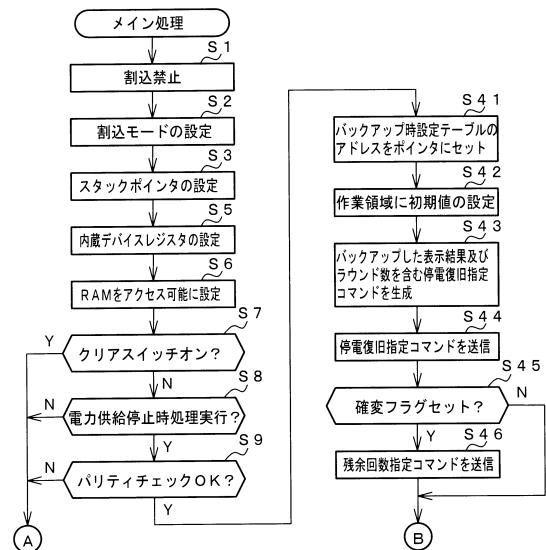 メイン処理
S1
割込禁止
S2
割込モードの設定
S3
スタックポインタの設定
S5
内蔵デバイスレジスタの設定
S6
RAMをアクセス可能に設定
S7
Y
クリアスイッチオン?
N
S8
N
電力供給停止時処理実行?
Y
S9
N
パリティチェックOK?
Y
A
S41
バックアップ時設定テーブルの
アドレスをポインタにセット
S42
作業領域に初期値の設定
S43
バックアップした表示結果及び
ラウンド数を含む停電復旧指定
コマンドを生成
S44
停電復旧指定コマンドを送信
S45
確変フラグセット?
N
Y
S46
残余回数指定コマンドを送信
B